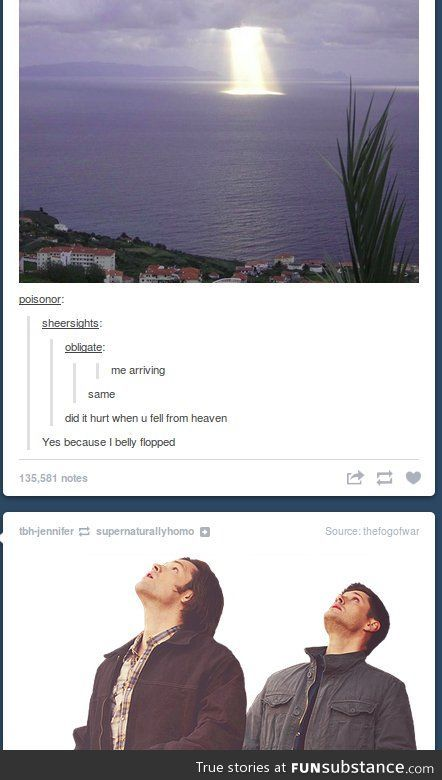 poisonor:
sheersights:
obligate:
me arriving
same
did it hurt when u fell from heaven
Yes because I belly flopped
135,581 notes
tbh-jennifer supernaturallyhomo Source: thefogofwar
True stories at FUNsubstance.com